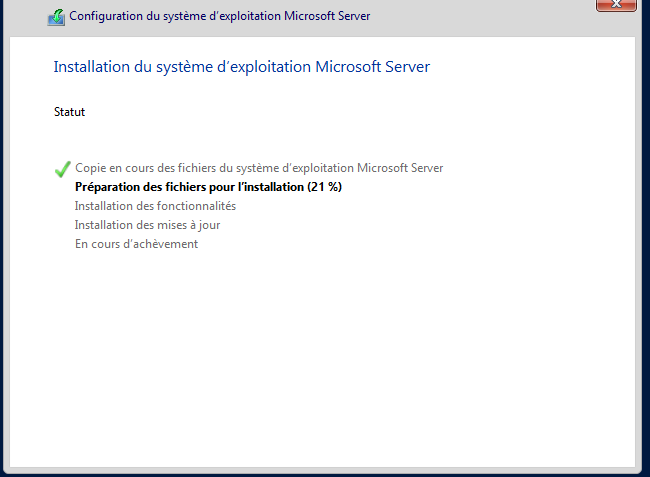 Configuration du système d'exploitation Microsoft Server
Installation du système d'exploitation Microsoft Server
Statut
Copie en cours des fichiers du système d'exploitation Microsoft Server
Préparation des fichiers pour l'installation (21 %)
Installation des fonctionnalités
Installation des mises à jour
En cours d'achèvement